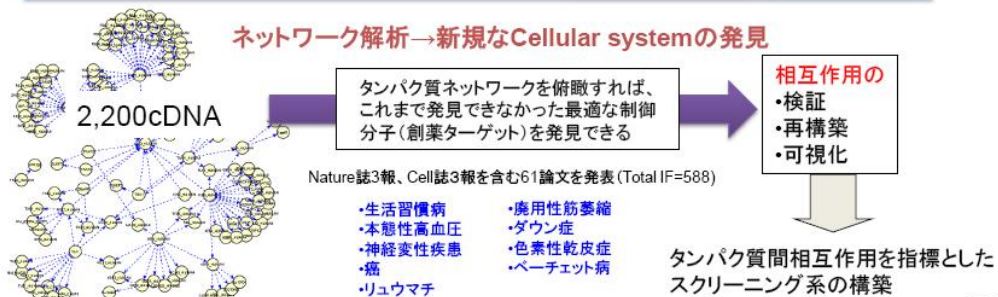 ネットワーク解析→新規なCellular systemの発見
2,200cDNA
タンパク質ネットワークを俯瞰すれば、
これまで発見できなかった最適な制御
分子(創薬ターゲット)を発見できる
相互作用の
•検証
•再構築
•可視化
Nature誌3報、Cell誌3報を含む61論文を発表(Total IF=588)
•生活習慣病
•本態性高血圧
•神経変性疾患
•癌
•リュウマチ
•廃用性筋萎縮
•ダウン症
•色素性乾皮症
•ベーチェット病
タンパク質間相互作用を指標とした
スクリーニング系の構築